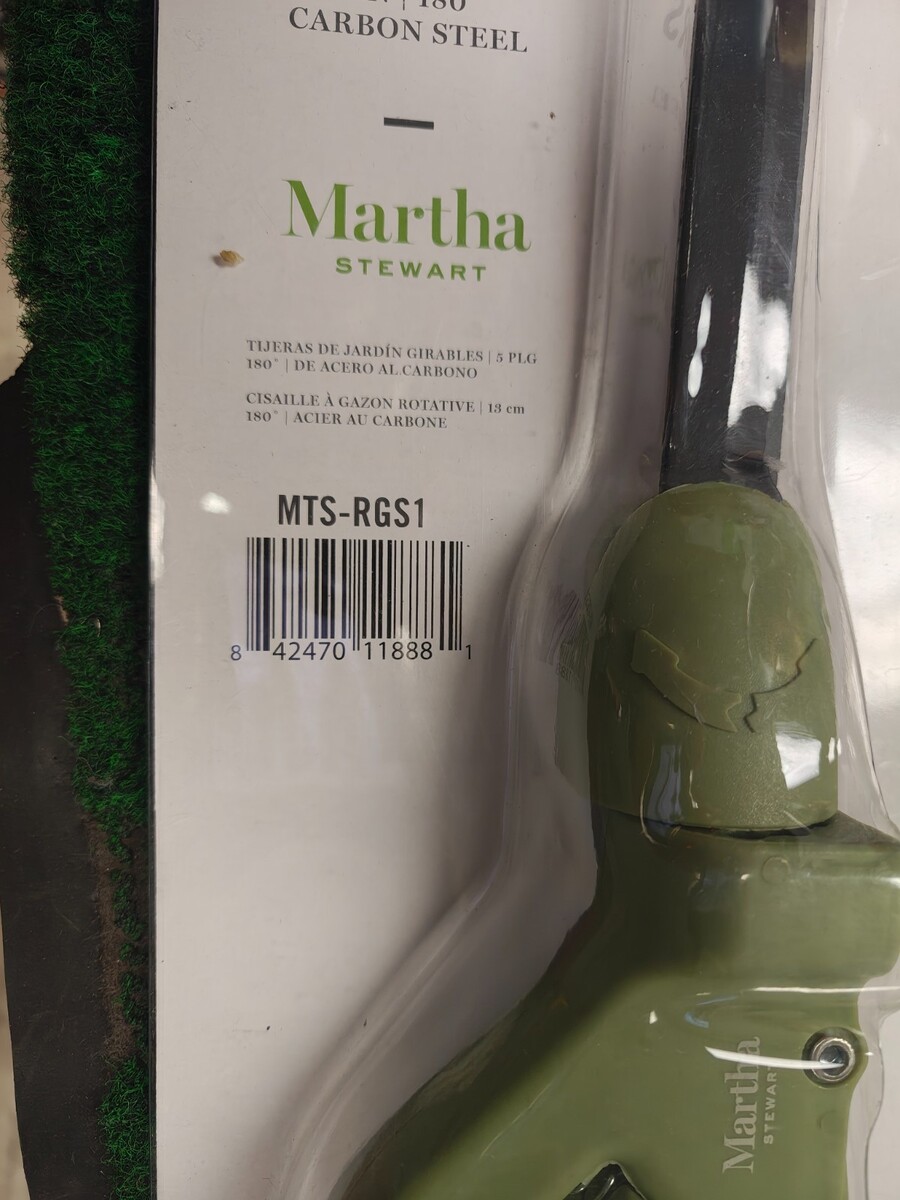 180°
CARBON STEEL
Martha
STEWART
TIJERAS DE JARDÍN GIRABLES | 5 PLG
180° | DE ACERO AL CARBONO
CISAILLE À GAZON ROTATIVE | 13 cm
180° | ACIER AU CARBONE
MTS-RGS1
8 42470 11888 1
Martha
STEWART